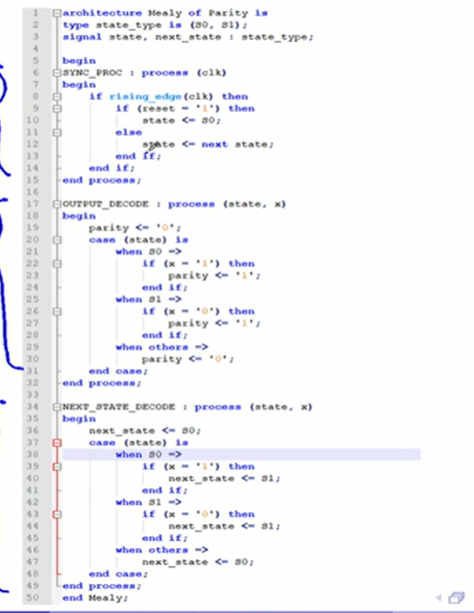 1 architecture Mealy of Parity is
2 type state_type is (S0, S1);
3 signal state, next_state : state_type;
4
5 begin
6 SYNC_PROC : process (clk)
7 begin
8 if rising_edge(clk) then
9 if (reset = '1') then
10 state <= S0;
11 else
12 state <= next state;
13 end if;
14 end if;
15 end process;
16
17 OUTPUT_DECODE : process (state, x)
18 begin
19 parity <= '0';
20 case (state) is
21 when S0 =>
22 if (x = '1') then
23 parity <= '1';
24 end if;
25 when S1 =>
26 if (x = '0') then
27 parity <= '1';
28 end if;
29 when others =>
30 parity <= '0';
31 end case;
32 end process;
33
34 NEXT_STATE_DECODE : process (state, x)
35 begin
36 next_state <= S0;
37 case (state) is
38 when S0 =>
39 if (x = '1') then
40 next_state <= S1;
41 end if;
42 when S1 =>
43 if (x = '0') then
44 next_state <= S1;
45 end if;
46 when others =>
47 next_state <= S0;
48 end case;
49 end process;
50 end Mealy;